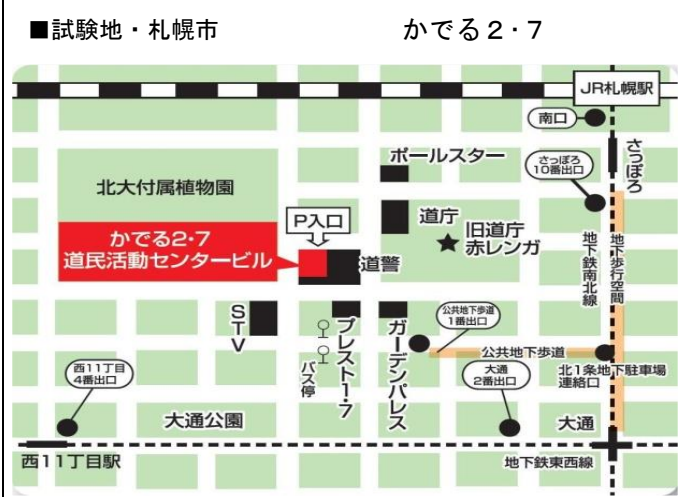 ■試験地・札幌市　かでる2・7
JR札幌駅
南口
さっぽろ
さっぽろ
10番出口
ポールスター
北大付属植物園
P入口
道庁
旧道庁
赤レンガ
かでる2・7
道民活動センタービル
道警
地下鉄南北線
地下歩行空間
STV
バス停
プレスト1・7
ガーデンパレス
公共地下歩道
1番出口
公共地下歩道
北1条地下駐車場
連絡口
西11丁目
4番出口
大通
2番出口
大通公園
大通
西11丁目駅
地下鉄東西線